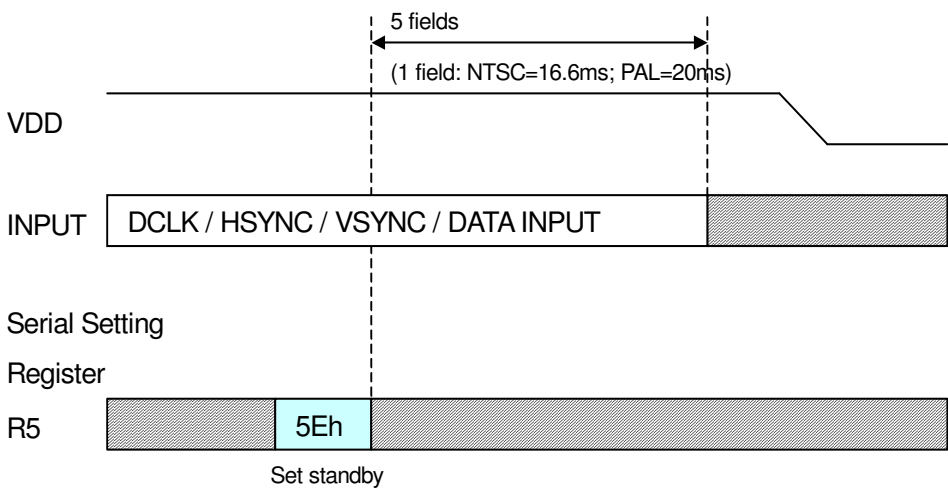 5 fields
(1 field: NTSC=16.6ms; PAL=20ms)
VDD
INPUT
DCLK / HSYNC / VSYNC / DATA INPUT
Serial Setting
Register
R5
5Eh
Set standby